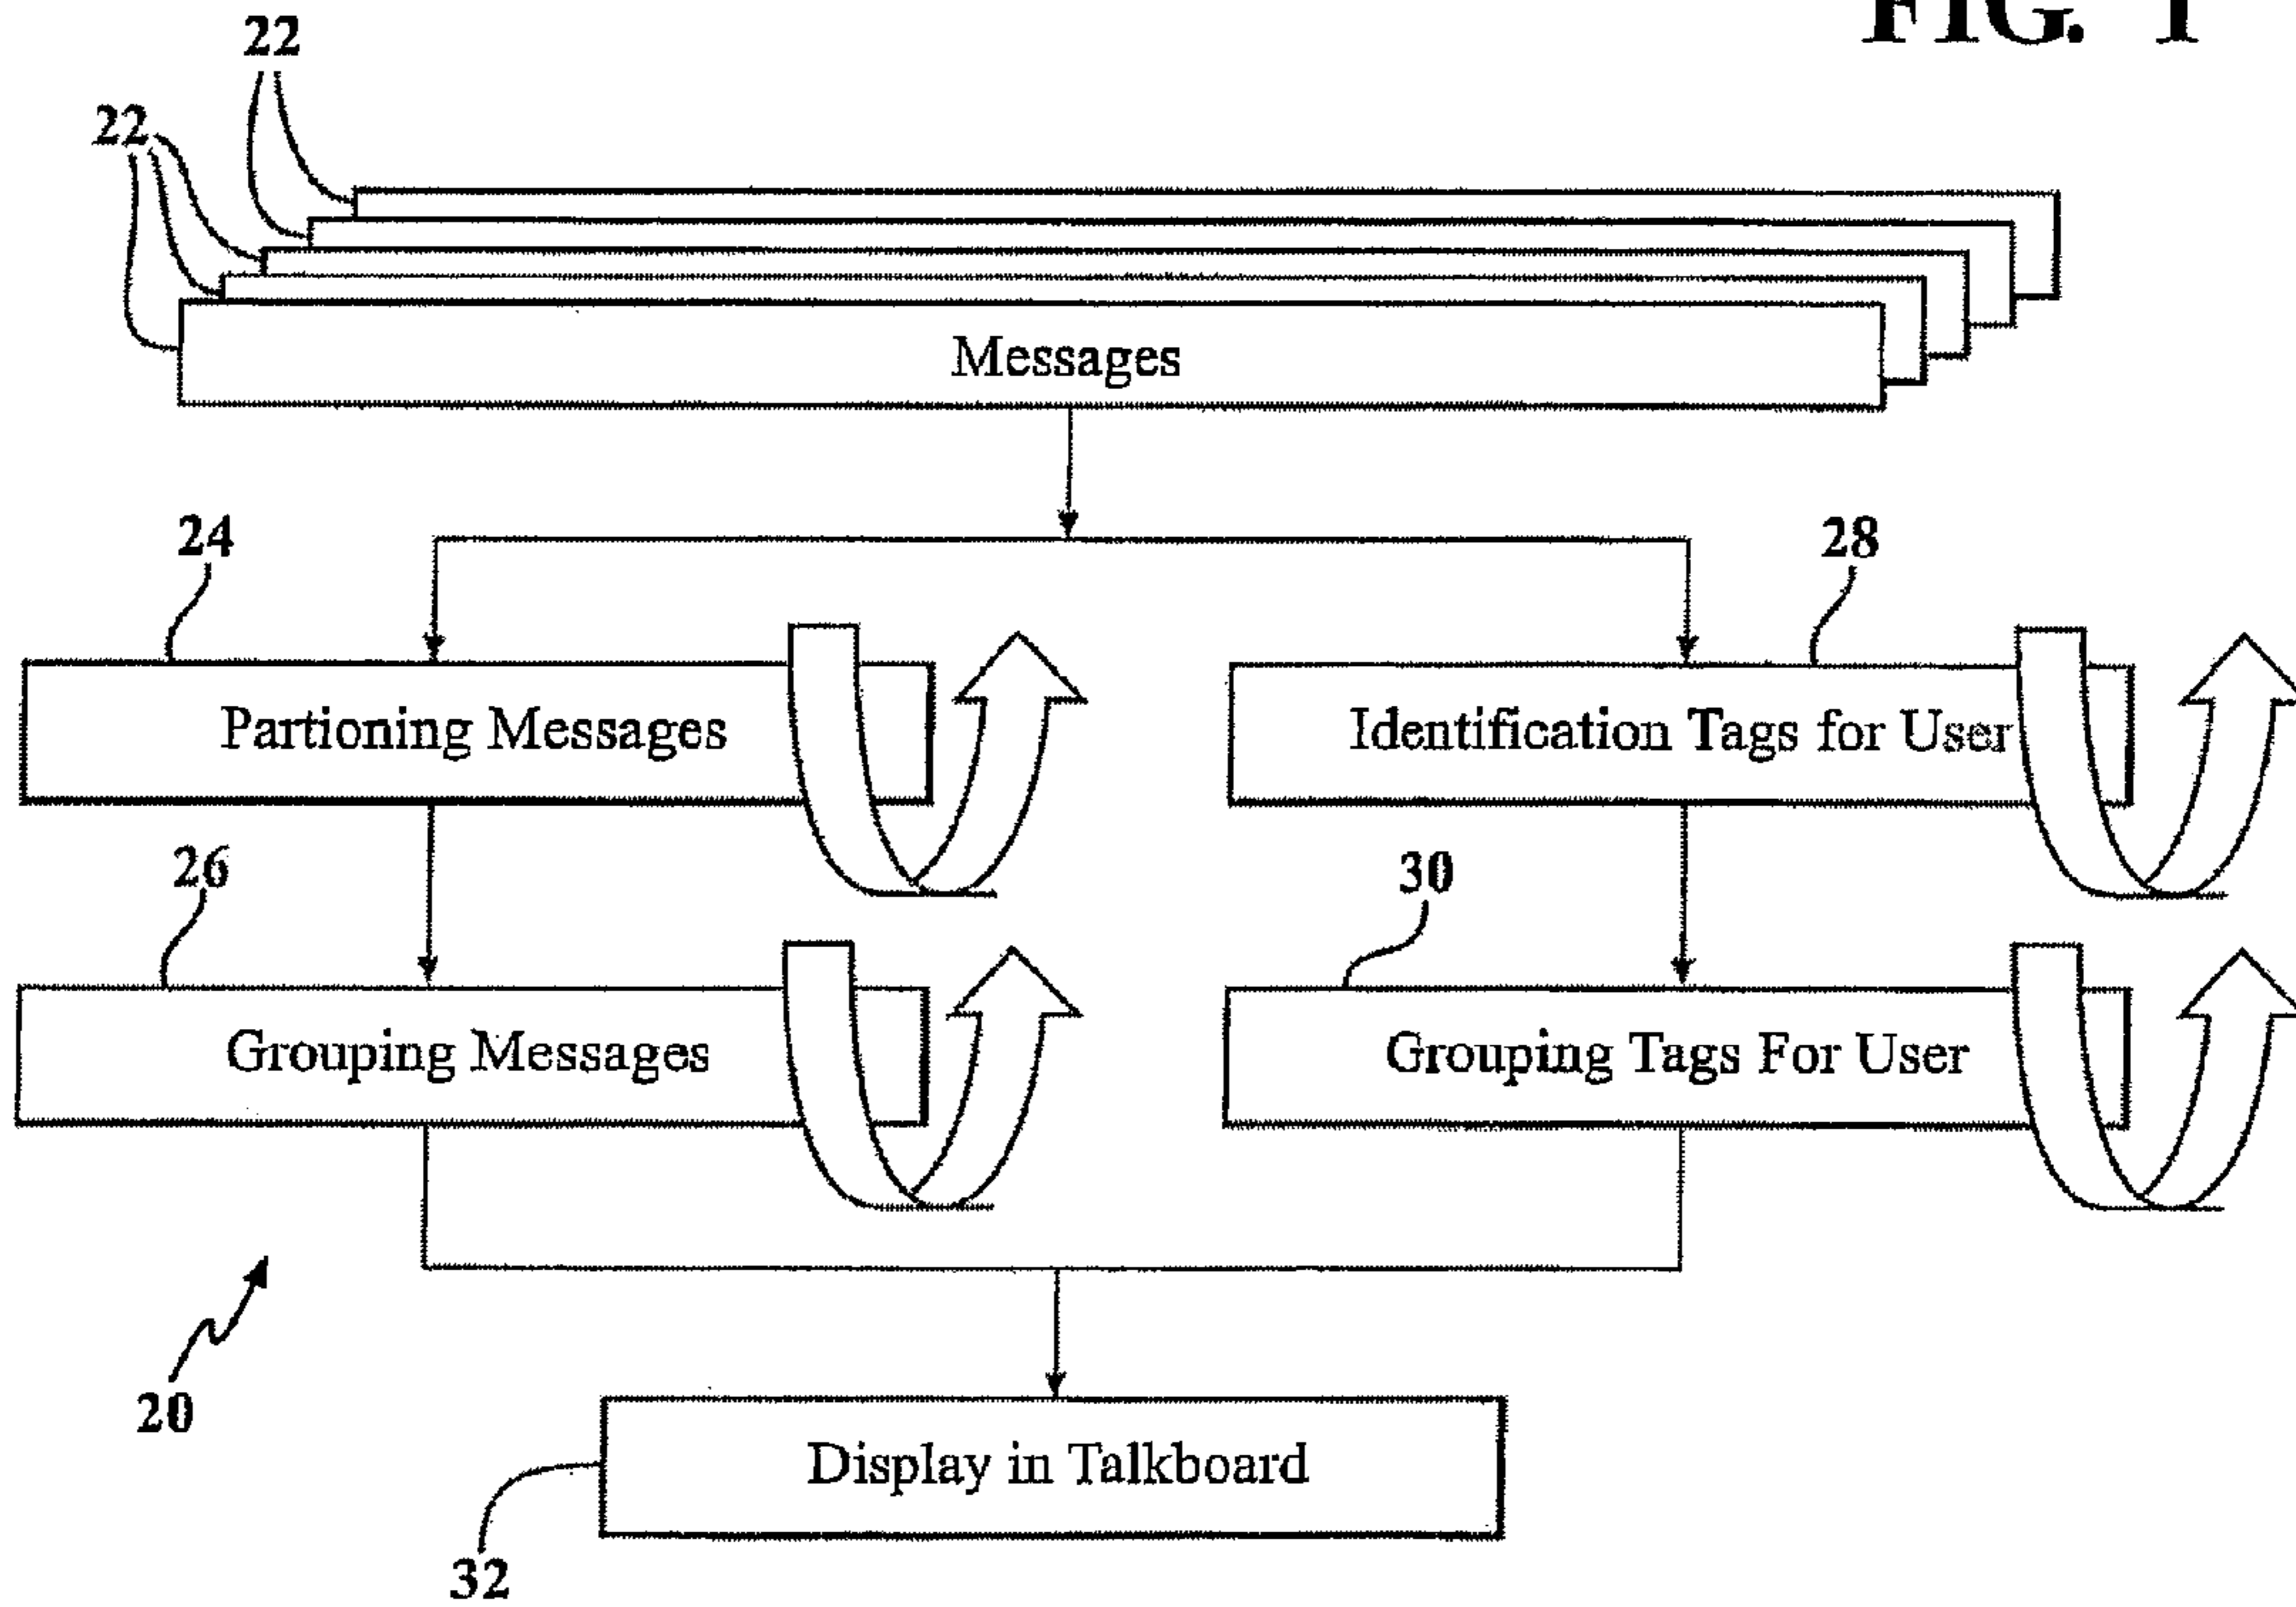 FIG. 1
22
22
Messages
24
28
Partioning Messages
Identification Tags for User
26
30
Grouping Messages
Grouping Tags For User
20
Display in Talkboard
32